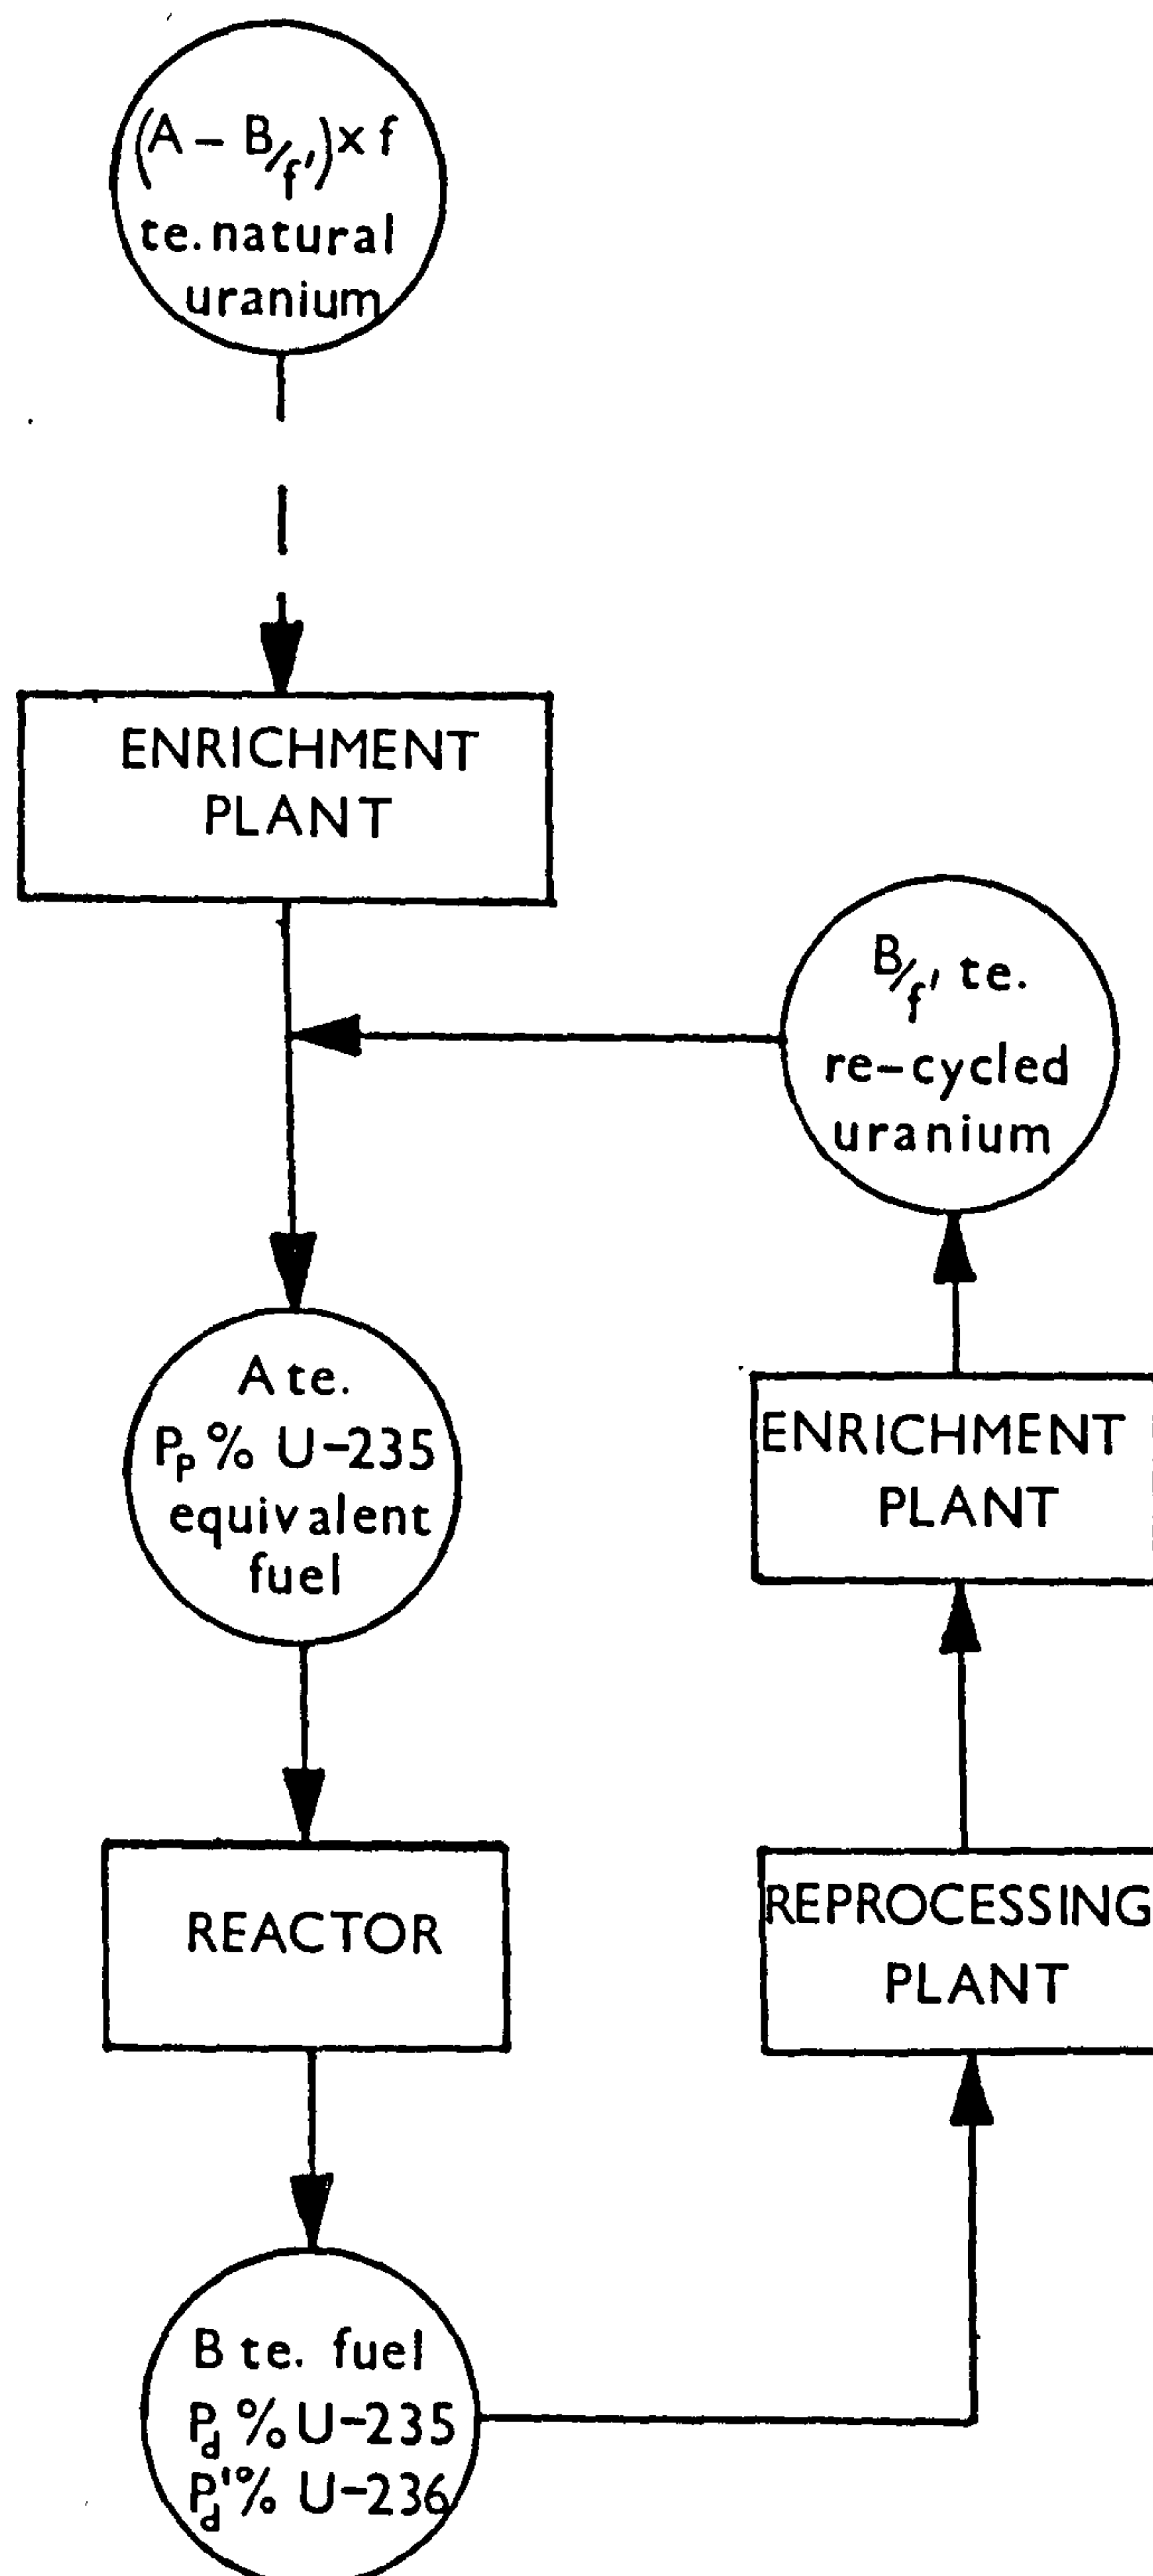 (A – B/f')x f
te. natural
uranium
ENRICHMENT
PLANT
B/f' te.
re-cycled
uranium
A te.
Pp % U-235
equivalent
fuel
ENRICHMENT
PLANT
REACTOR
REPROCESSING
PLANT
B te. fuel
Pd % U-235
Pd'% U-236